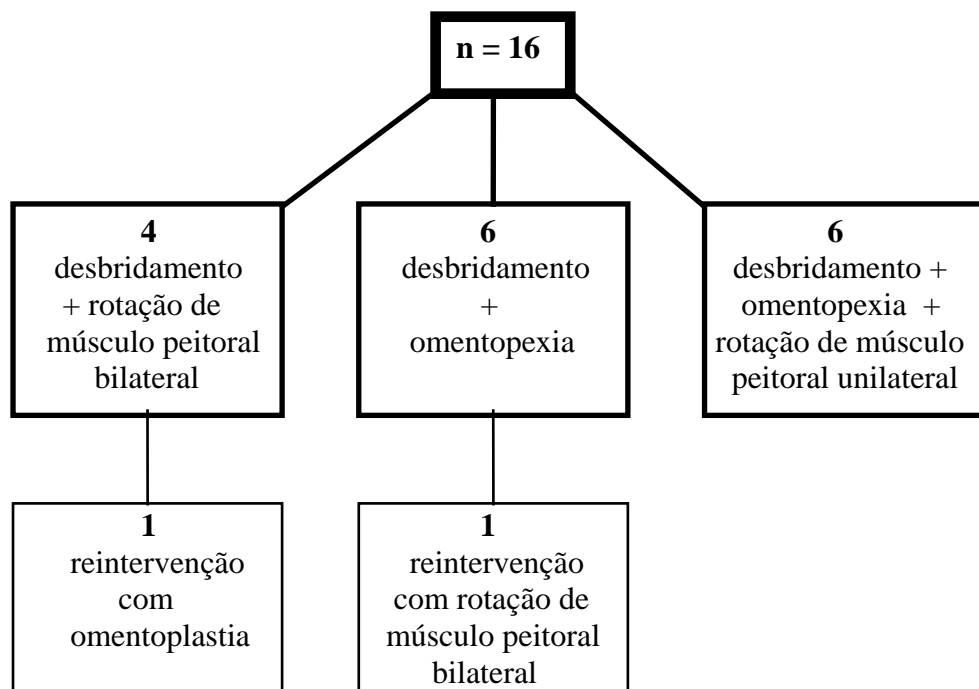 n = 16
4
desbridamento
+ rotação de
músculo peitoral
bilateral
6
desbridamento
+
omentopexia
6
desbridamento +
omentopexia +
rotação de músculo
peitoral unilateral
1
reintervenção
com
omentoplastia
1
reintervenção
com rotação de
músculo peitoral
bilateral